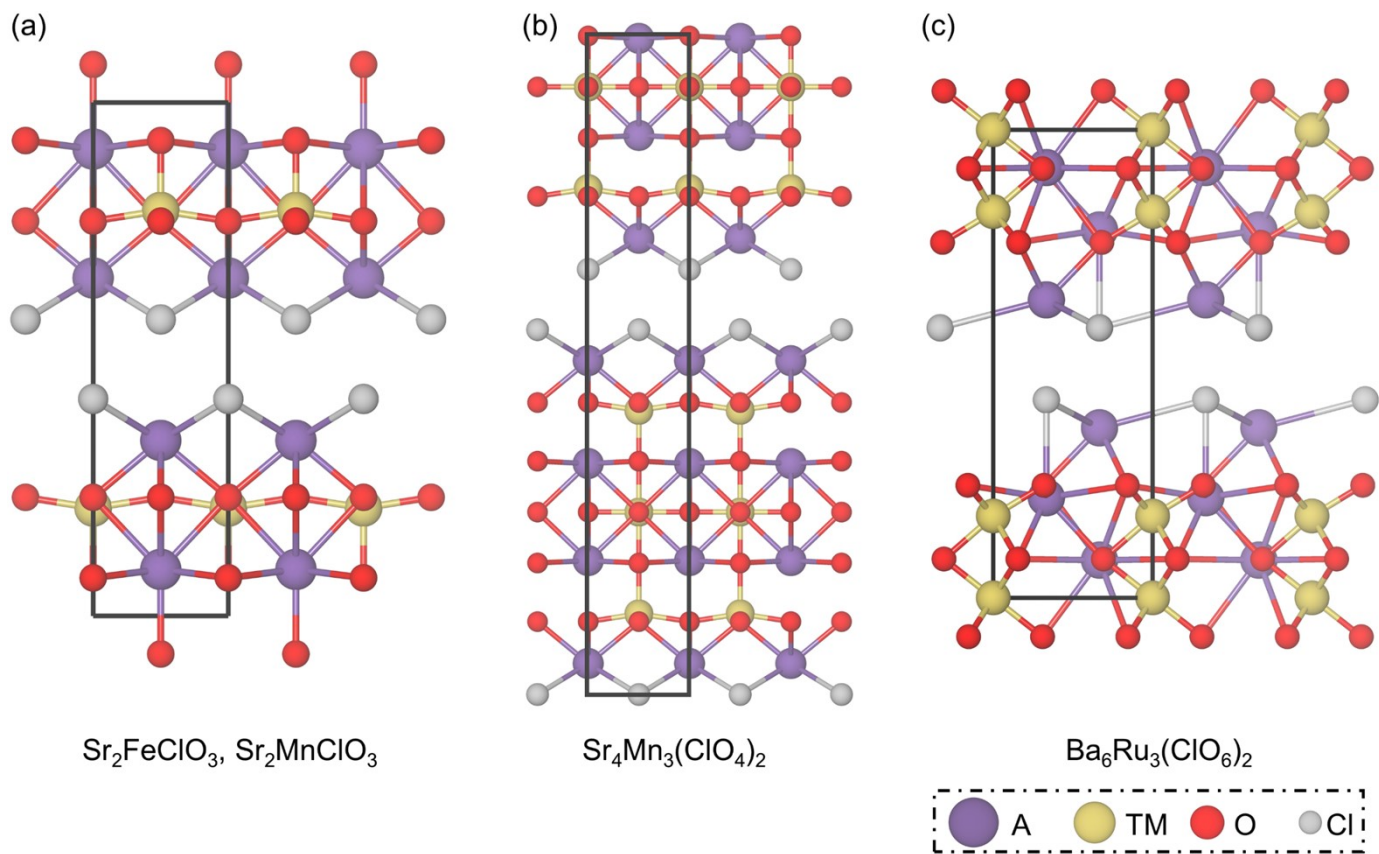 (a) (b) (c)
Sr₂FeClO₃, Sr₂MnClO₃ Sr₄Mn₃(ClO₄)₂ Ba₆Ru₃(ClO₆)₂
A TM O Cl